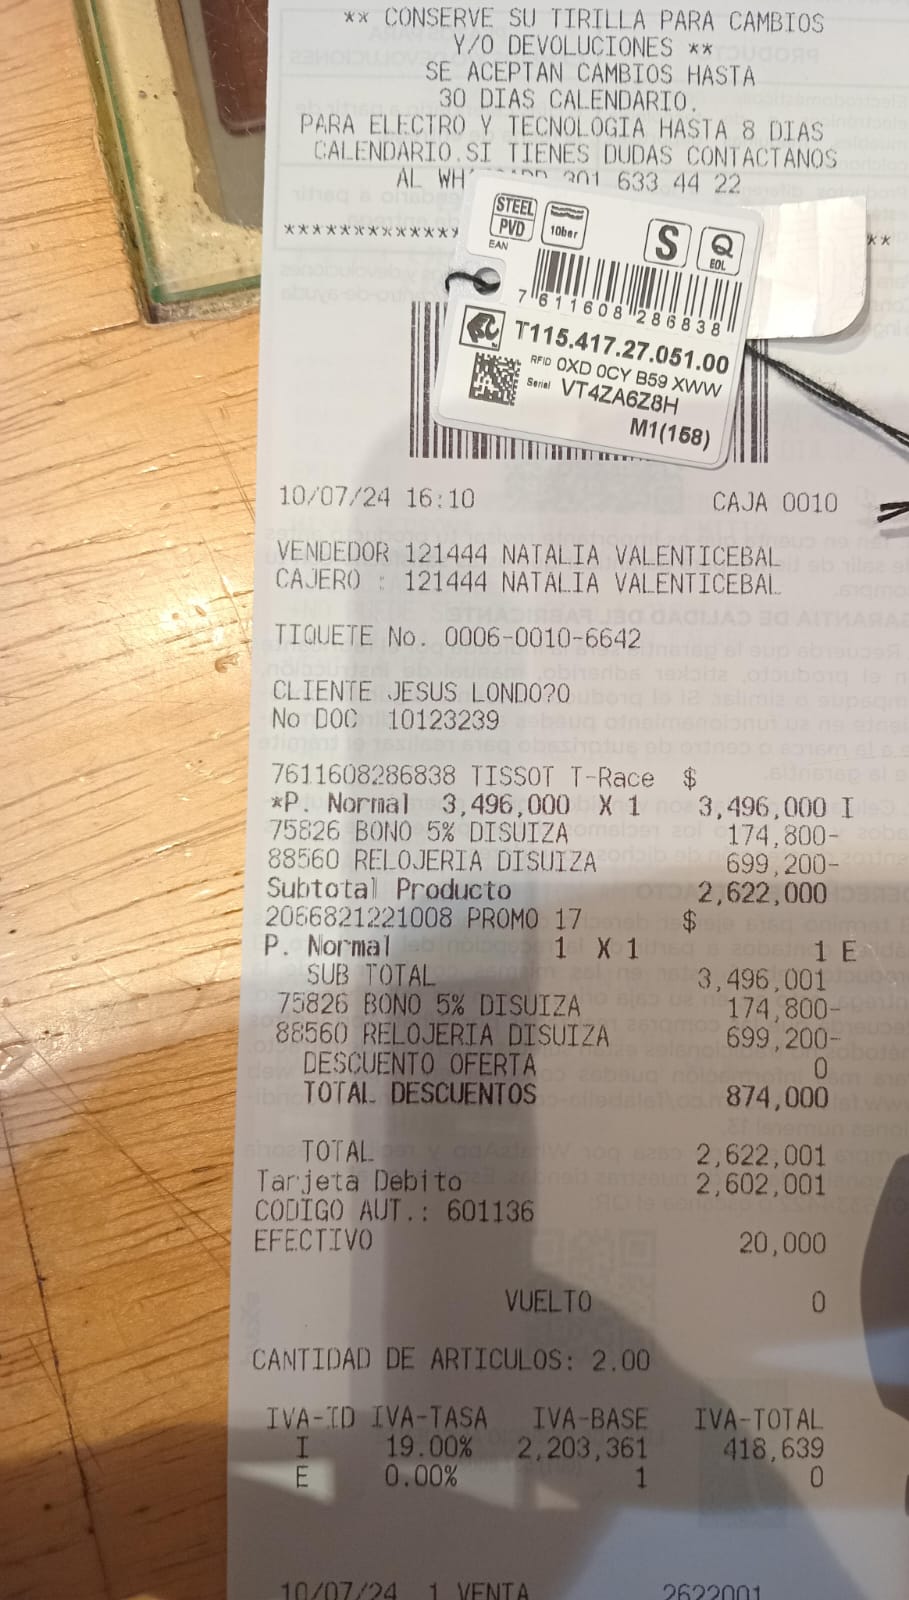 ** CONSERVE SU TIRILLA PARA CAMBIOS
Y/O DEVOLUCIONES **
SE ACEPTAN CAMBIOS HASTA
30 DIAS CALENDARIO.
PARA ELECTRO Y TECNOLOGIA HASTA 8 DIAS
CALENDARIO.SI TIENES DUDAS CONTACTANOS
AL 301 633 44 22
STEEL
PVD
EAN
10bar
S
Q
EOL
7 611608 286838
T115.417.27.051.00
RFID 0XD 0CY B59 XWW
Serial VT4ZA6Z8H
M1(158)
10/07/24 16:10 CAJA 0010
VENDEDOR 121444 NATALIA VALENTICEBAL
CAJERO : 121444 NATALIA VALENTICEBAL
TIQUETE No. 0006-0010-6642
CLIENTE JESUS LONDO?O
No DOC 10123239
7611608286838 TISSOT T-Race $
*P. Normal 3,496,000 X 1 3,496,000 I
75826 BONO 5% DISUIZA 174,800-
88560 RELOJERIA DISUIZA 699,200-
Subtotal Producto 2,622,000
2066821221008 PROMO 17 $
P. Normal 1 X 1 1 E
SUB TOTAL 3,496,001
75826 BONO 5% DISUIZA 174,800-
88560 RELOJERIA DISUIZA 699,200-
DESCUENTO OFERTA 0
TOTAL DESCUENTOS 874,000
TOTAL 2,622,001
Tarjeta Debito 2,602,001
CODIGO AUT.: 601136
EFECTIVO 20,000
VUELTO 0
CANTIDAD DE ARTICULOS: 2.00
IVA-ID IVA-TASA IVA-BASE IVA-TOTAL
I 19.00% 2,203,361 418,639
E 0.00% 1 0
10/07/24 1 VENTA 2622001